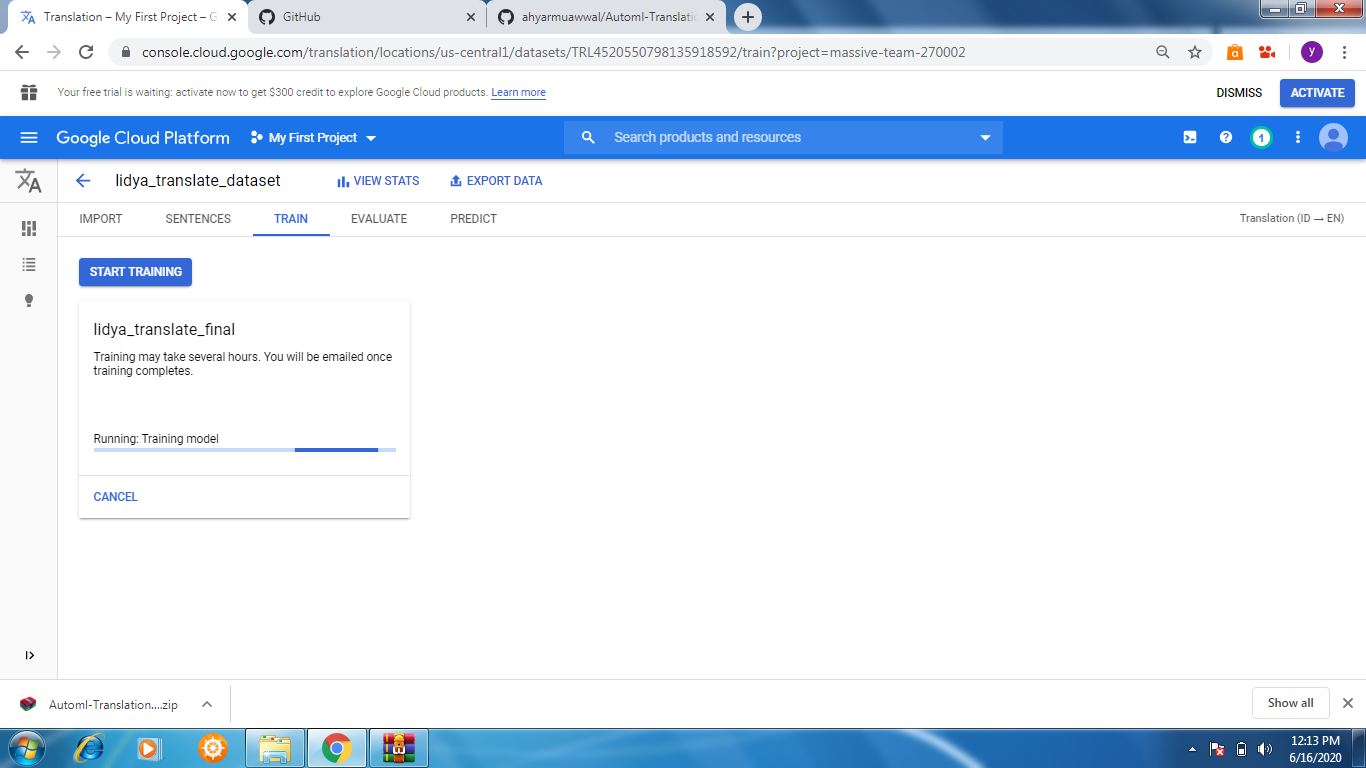 Translation – My First Project – G
GitHub
ahyarmuawwal/Automl-Translatio
console.cloud.google.com/translation/locations/us-central1/datasets/TRL4520550798135918592/train?project=massive-team-270002
y
Your free trial is waiting: activate now to get $300 credit to explore Google Cloud products. Learn more
DISMISS
ACTIVATE
Google Cloud Platform
My First Project
Search products and resources
1
lidya_translate_dataset
VIEW STATS
EXPORT DATA
IMPORT
SENTENCES
TRAIN
EVALUATE
PREDICT
Translation (ID → EN)
START TRAINING
lidya_translate_final
Training may take several hours. You will be emailed once
training completes.
Running: Training model
CANCEL
Automl-Translation....zip
Show all
12:13 PM
6/16/2020